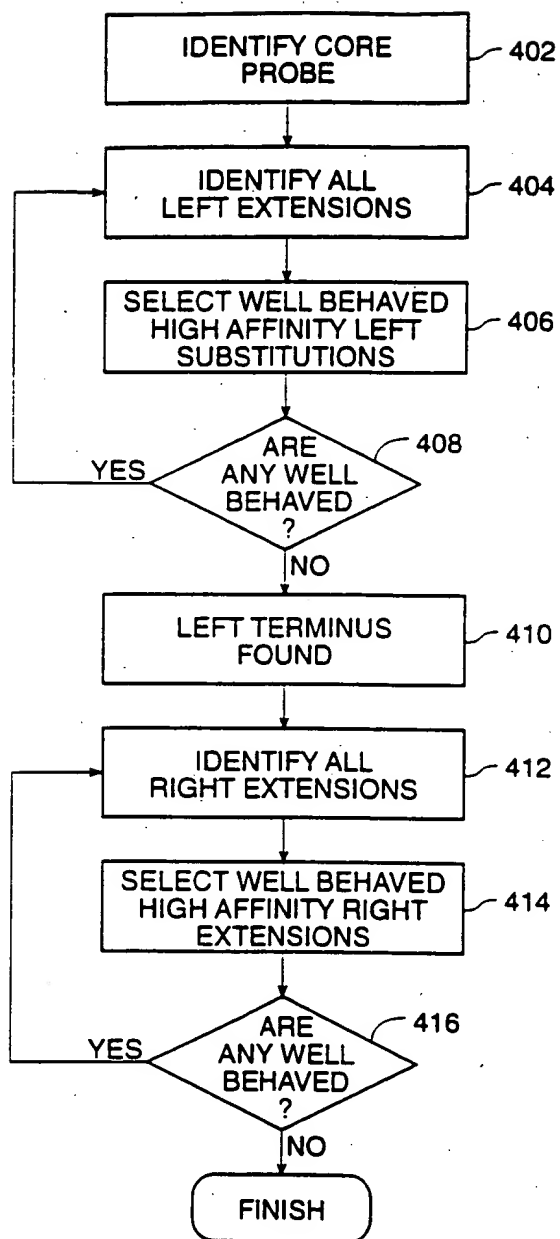 IDENTIFY CORE
PROBE
402
IDENTIFY ALL
LEFT EXTENSIONS
404
SELECT WELL BEHAVED
HIGH AFFINITY LEFT
SUBSTITUTIONS
406
ARE
ANY WELL
BEHAVED
?
408
YES
NO
LEFT TERMINUS
FOUND
410
IDENTIFY ALL
RIGHT EXTENSIONS
412
SELECT WELL BEHAVED
HIGH AFFINITY RIGHT
EXTENSIONS
414
ARE
ANY WELL
BEHAVED
?
416
YES
NO
FINISH